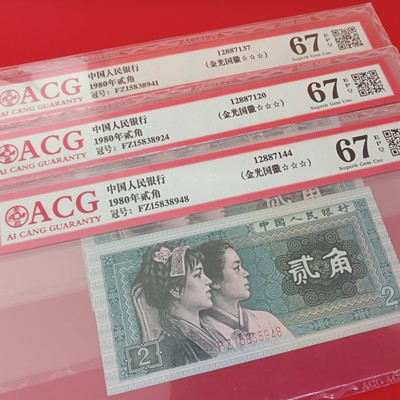 ACG
AI CANG GUARANTY
中国人民银行
1980年贰角
冠号: FZ15838941
12887137
(金光国徽☆☆☆)
67
EPQ
Superb Gem Unc
ACG
AI CANG GUARANTY
中国人民银行
1980年贰角
冠号: FZ15838924
12887120
(金光国徽☆☆☆)
67
EPQ
Superb Gem Unc
ACG
AI CANG GUARANTY
中国人民银行
1980年贰角
冠号: FZ15838948
12887144
(金光国徽☆☆☆)
67
EPQ
Superb Gem Unc
贰角
中国人民银行
贰角
FZ15838948
2
2